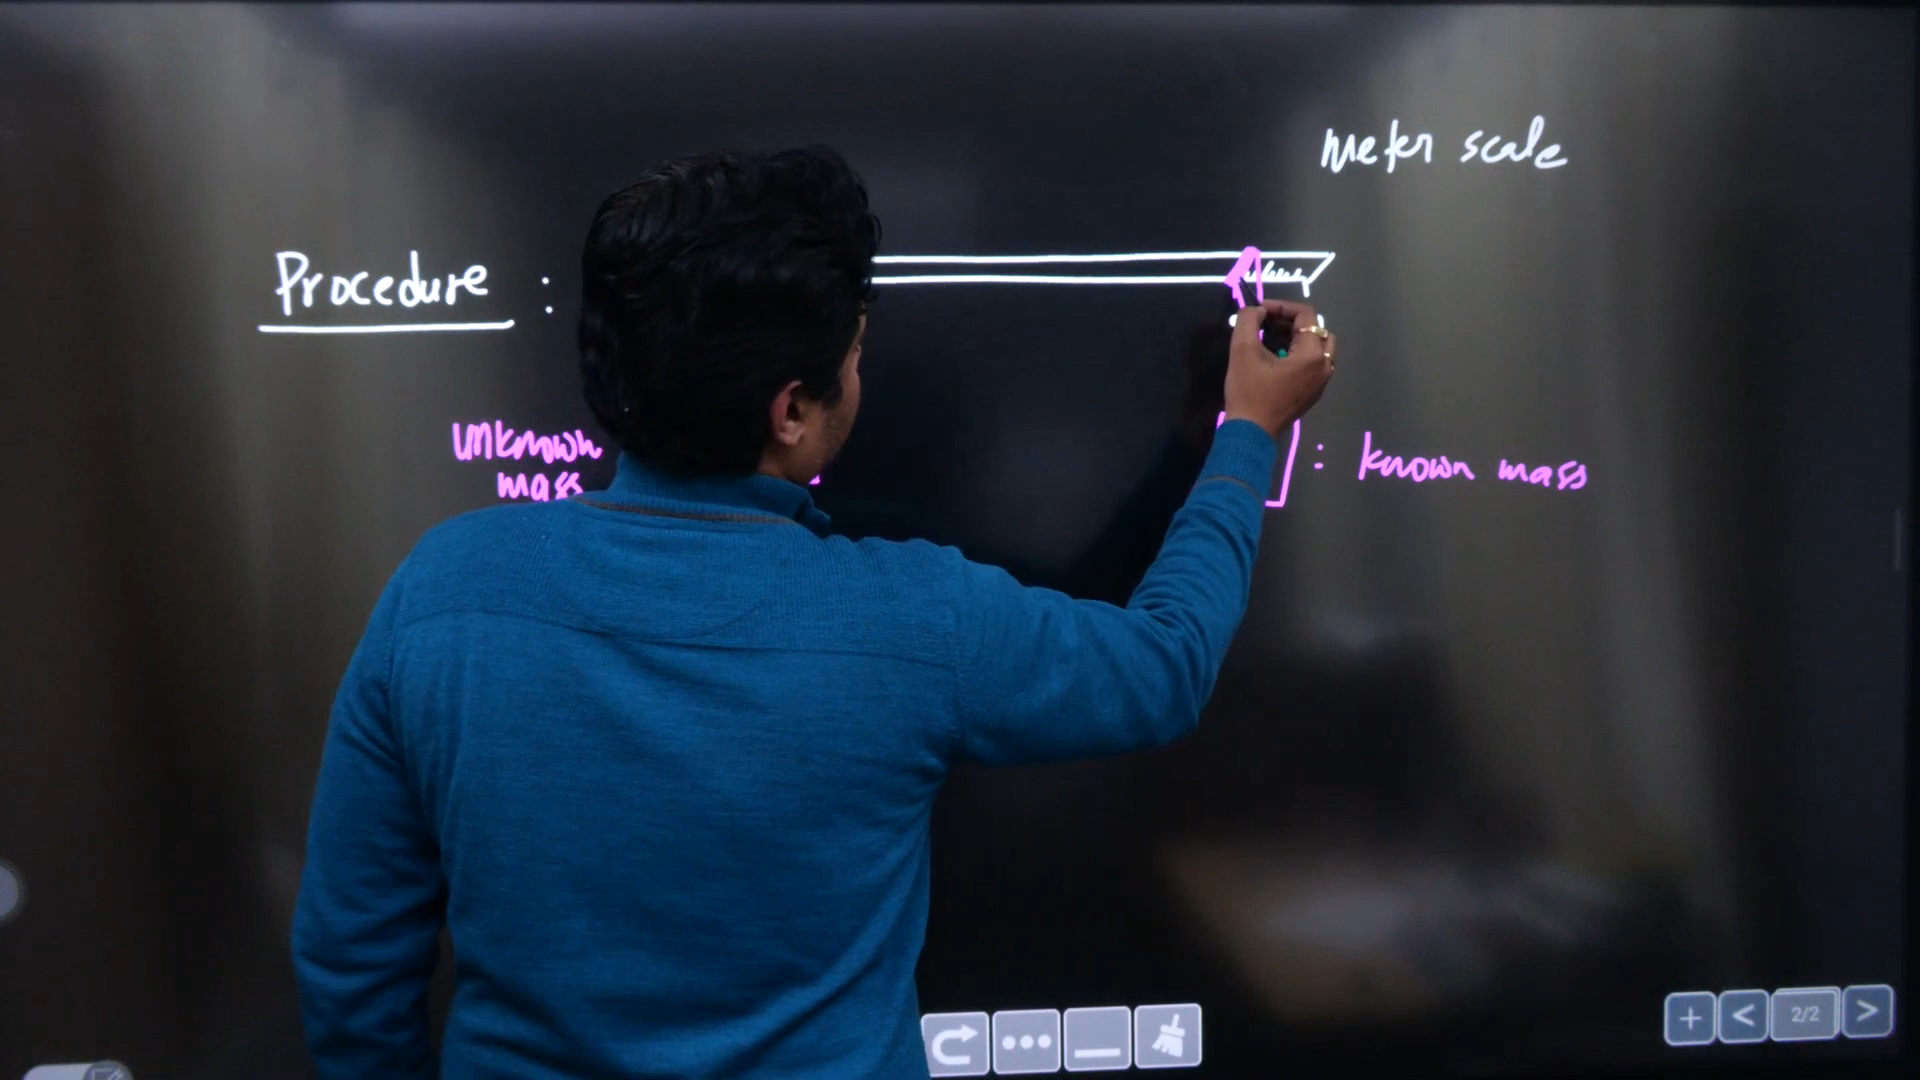 meter scale
Procedure :
unknown
mass
: known mass
2/2